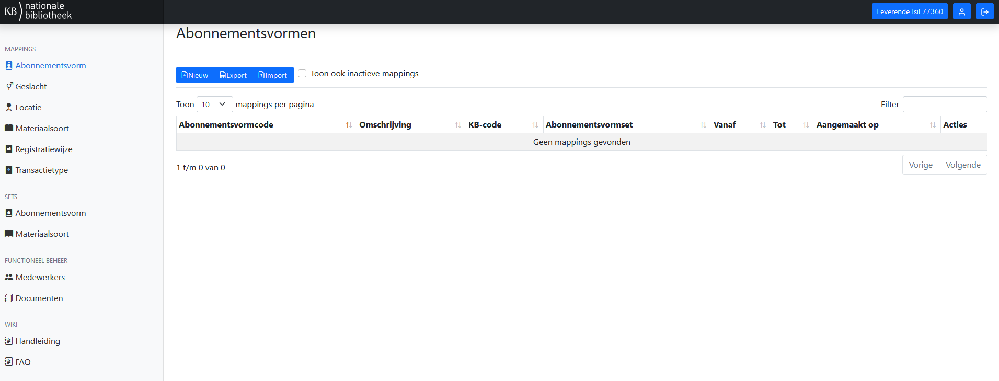 KB nationale bibliotheek
Leverende Isil 77360
MAPPINGS
Abonnementsvorm
Geslacht
Locatie
Materiaalsoort
Registratiewijze
Transactietype
SETS
Abonnementsvorm
Materiaalsoort
FUNCTIONEEL BEHEER
Medewerkers
Documenten
WIKI
Handleiding
FAQ
Abonnementsvormen
Nieuw Export Import Toon ook inactieve mappings
Toon 10 mappings per pagina Filter
Abonnementsvormcode Omschrijving KB-code Abonnementsvormset Vanaf Tot Aangemaakt op Acties
Geen mappings gevonden
1 t/m 0 van 0 Vorige Volgende